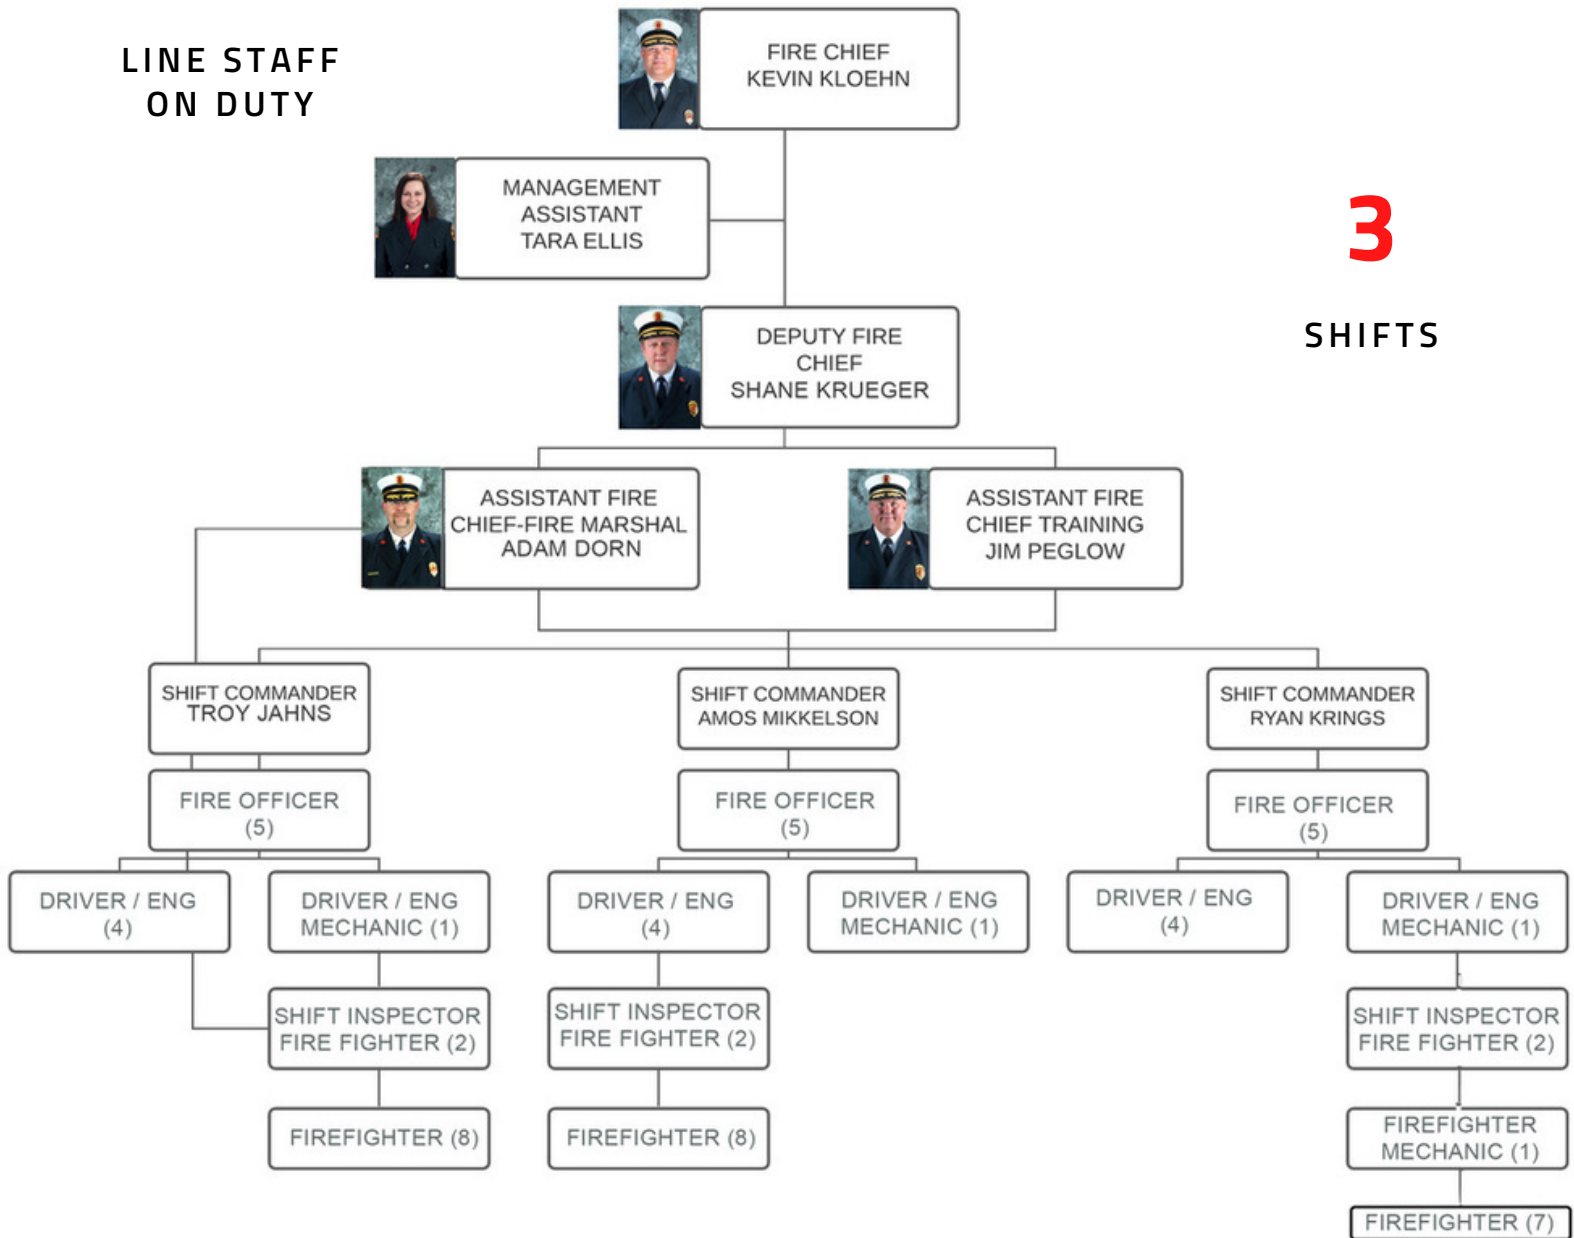 LINE STAFF
ON DUTY
FIRE CHIEF
KEVIN KLOEHN
MANAGEMENT
ASSISTANT
TARA ELLIS
3
SHIFTS
DEPUTY FIRE
CHIEF
SHANE KRUEGER
ASSISTANT FIRE
CHIEF-FIRE MARSHAL
ADAM DORN
ASSISTANT FIRE
CHIEF TRAINING
JIM PEGLOW
SHIFT COMMANDER
TROY JAHNS
SHIFT COMMANDER
AMOS MIKKELSON
SHIFT COMMANDER
RYAN KRINGS
FIRE OFFICER
(5)
FIRE OFFICER
(5)
FIRE OFFICER
(5)
DRIVER / ENG
(4)
DRIVER / ENG
MECHANIC (1)
DRIVER / ENG
(4)
DRIVER / ENG
MECHANIC (1)
DRIVER / ENG
(4)
DRIVER / ENG
MECHANIC (1)
SHIFT INSPECTOR
FIRE FIGHTER (2)
SHIFT INSPECTOR
FIRE FIGHTER (2)
SHIFT INSPECTOR
FIRE FIGHTER (2)
FIREFIGHTER (8)
FIREFIGHTER (8)
FIREFIGHTER
MECHANIC (1)
FIREFIGHTER (7)